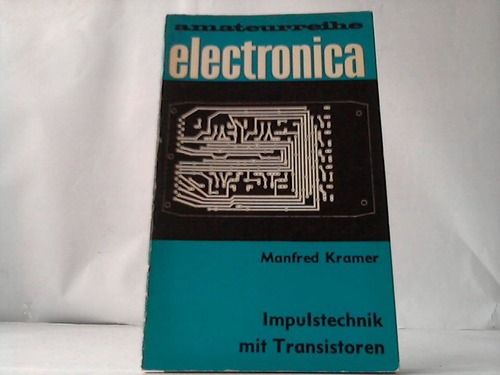 amateurreihe
electronica
Manfred Kramer
Impulstechnik
mit Transistoren